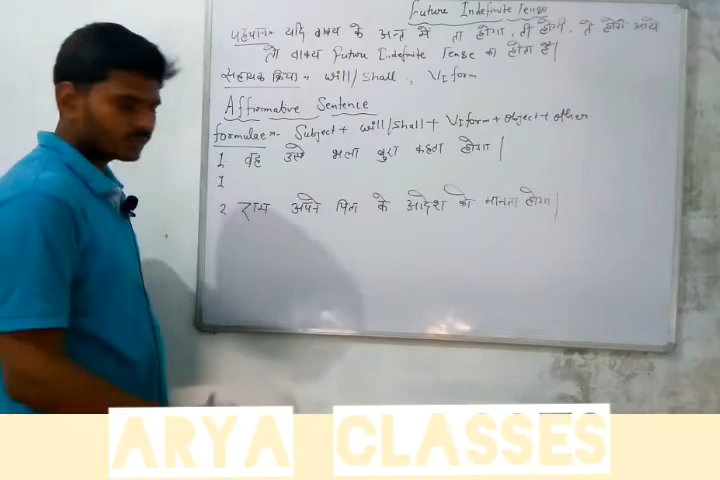 Future Indefinite Tense
पहचान:- यदि वाक्य के अन्त में ता होगा, ती होगी, ते होंगे आये
तो वाक्य Future Indefinite Tense का होता है|
सहायक क्रिया:- will/shall, V₁ form
Affirmative Sentence
formulae:- Subject + will/shall + V₁ form + object + other
1. वह उसे भला बुरा कहता होगा |
1
2 राम अपने पिता के आदेश को मानता होगा|
ARYA CLASSES